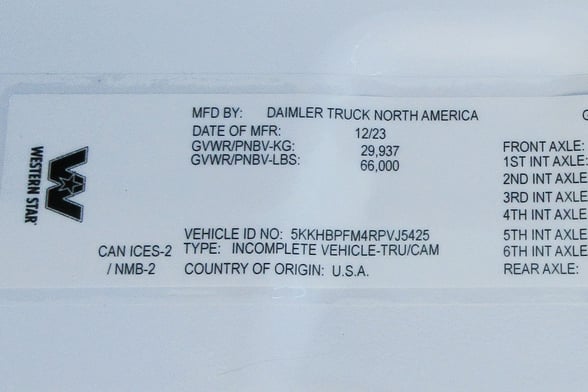 MFD BY: DAIMLER TRUCK NORTH AMERICA
DATE OF MFR: 12/23
GVWR/PNBV-KG: 29,937
GVWR/PNBV-LBS: 66,000
WESTERN STAR
VEHICLE ID NO: 5KKHBPFM4RPVJ5425
CAN ICES-2 TYPE: INCOMPLETE VEHICLE-TRU/CAM
/ NMB-2 COUNTRY OF ORIGIN: U.S.A.
FRONT AXLE:
1ST INT AXLE
2ND INT AXLE
3RD INT AXLE
4TH INT AXLE
5TH INT AXLE
6TH INT AXLE
REAR AXLE: